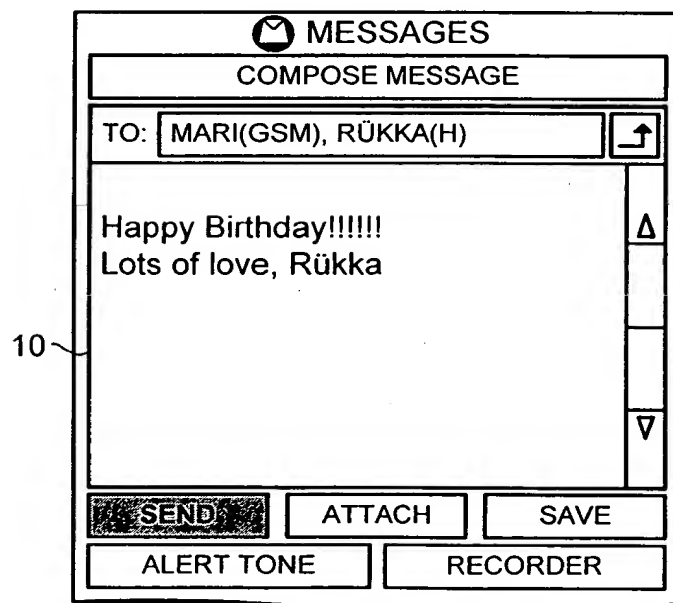 MESSAGES
COMPOSE MESSAGE
TO: MARI(GSM), RÜKKA(H)
Happy Birthday!!!!!!
Lots of love, Rükka
10
SEND ATTACH SAVE
ALERT TONE RECORDER